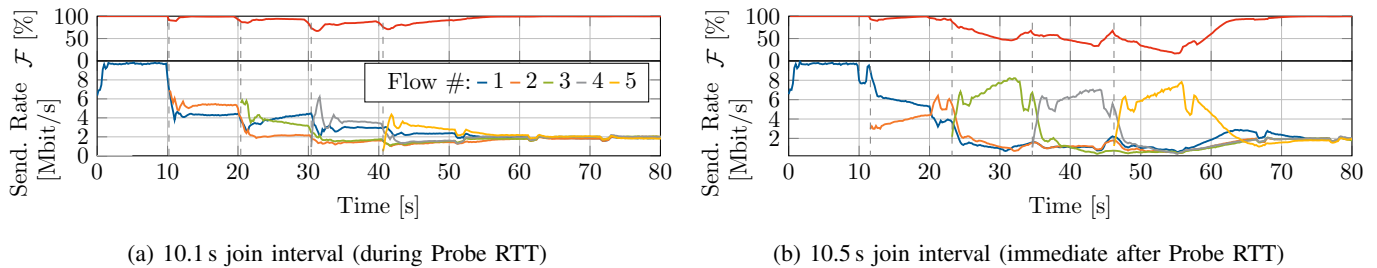 100
50
0
F [%]
8
6
4
2
0
Send. Rate
[Mbit/s]
Flow #: 1 2 3 4 5
0 10 20 30 40 50 60 70 80
Time [s]
(a) 10.1 s join interval (during Probe RTT)
100
50
0
F [%]
8
6
4
2
Send. Rate
[Mbit/s]
0 10 20 30 40 50 60 70 80
Time [s]
(b) 10.5 s join interval (immediate after Probe RTT)